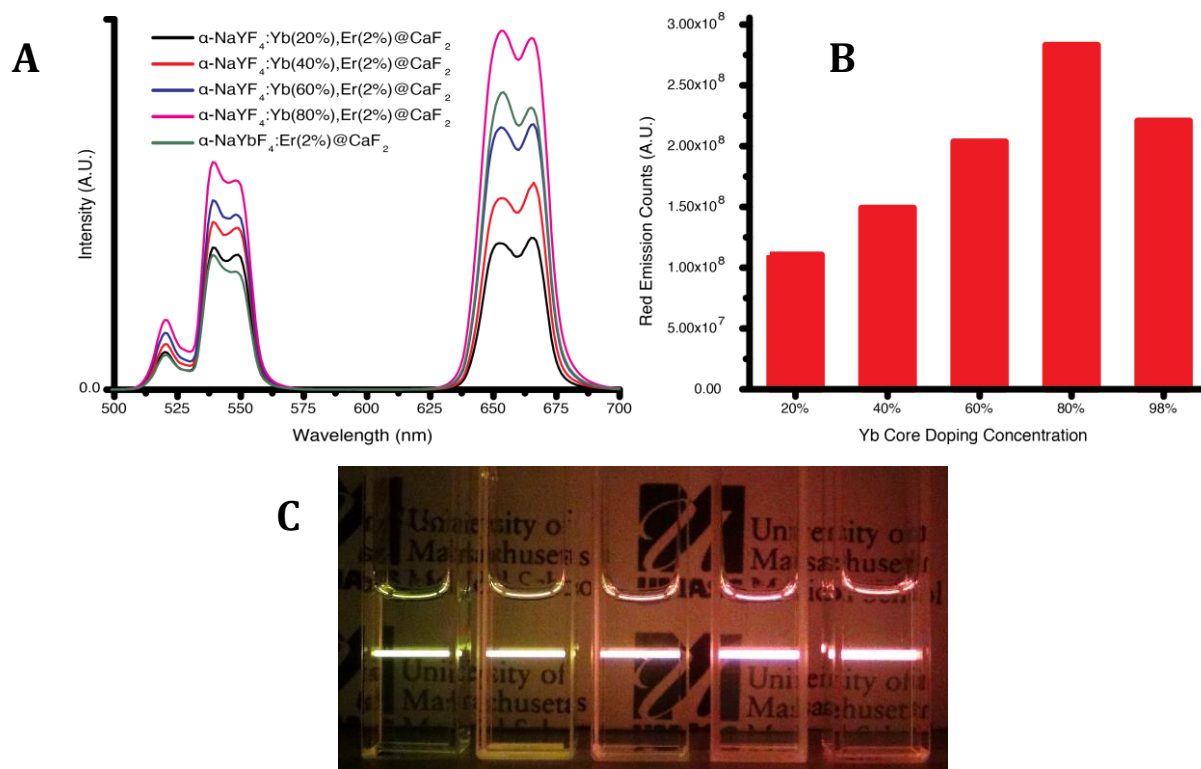 A
α-NaYF4:Yb(20%),Er(2%)@CaF2
α-NaYF4:Yb(40%),Er(2%)@CaF2
α-NaYF4:Yb(60%),Er(2%)@CaF2
α-NaYF4:Yb(80%),Er(2%)@CaF2
α-NaYbF4:Er(2%)@CaF2
Intensity (A.U.)
0.0
500 525 550 575 600 625 650 675 700
Wavelength (nm)
B
Red Emission Counts (A.U.)
3.00x10^8
2.50x10^8
2.00x10^8
1.50x10^8
1.00x10^8
5.00x10^7
0.00
20% 40% 60% 80% 98%
Yb Core Doping Concentration
C
University of
Massachusetts
Medical School
University of
Massachusetts
University of
Massachusetts